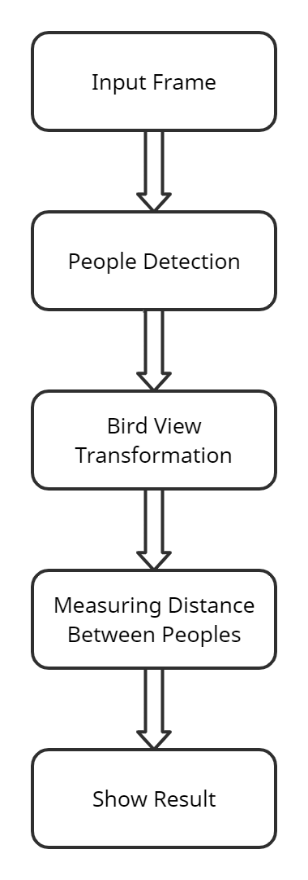 Input Frame
People Detection
Bird View
Transformation
Measuring Distance
Between Peoples
Show Result